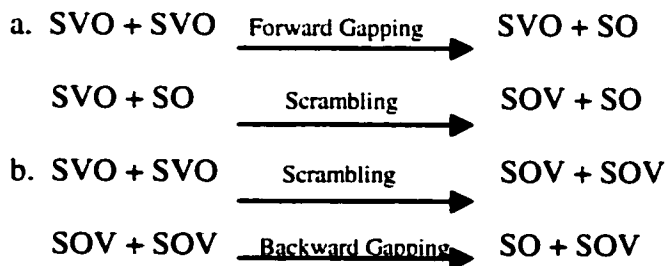 a. SVO + SVO Forward Gapping SVO + SO
SVO + SO Scrambling SOV + SO
b. SVO + SVO Scrambling SOV + SOV
SOV + SOV Backward Gapping SO + SOV